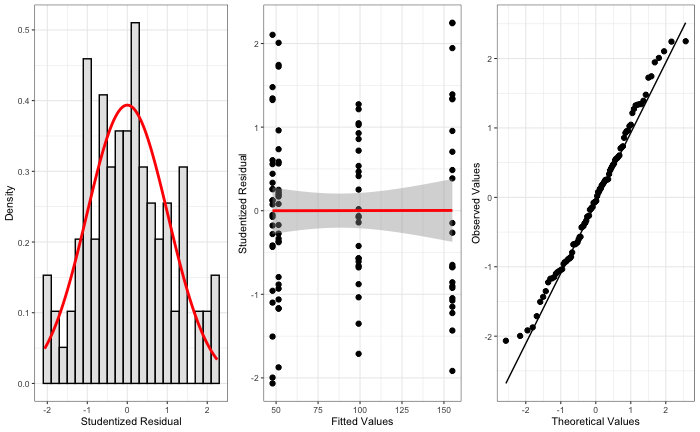 0.5
0.4
0.3
0.2
0.1
0.0
Density
-2 -1 0 1 2
Studentized Residual
2
1
0
-1
-2
Studentized Residual
50 75 100 125 150
Fitted Values
2
1
0
-1
-2
Observed Values
-2 -1 0 1 2
Theoretical Values